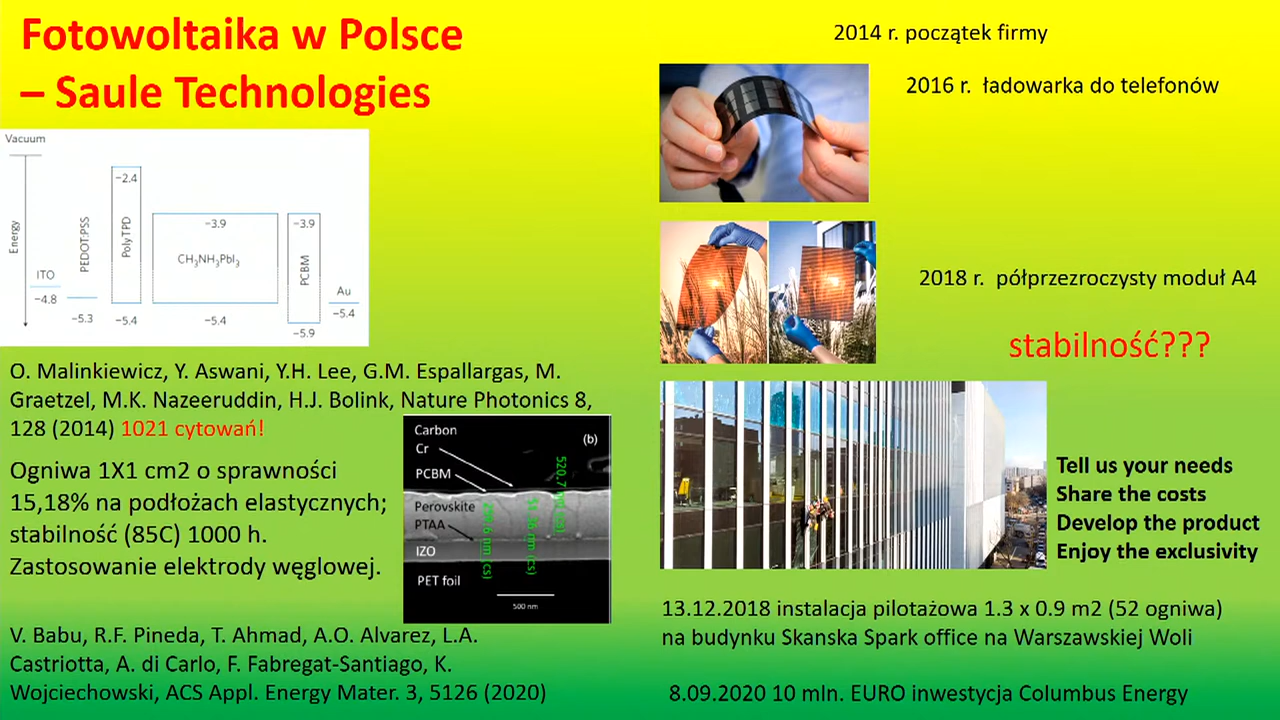 Fotowoltaika w Polsce
– Saule Technologies
Vacuum
Energy
ITO
−4.8
PEDOT:PSS
−5.3
−2.4
PolyTPD
−5.4
−3.9
CH3NH3PbI3
−5.4
−3.9
PCBM
−5.9
Au
−5.4
O. Malinkiewicz, Y. Aswani, Y.H. Lee, G.M. Espallargas, M.
Graetzel, M.K. Nazeeruddin, H.J. Bolink, Nature Photonics 8,
128 (2014) 1021 cytowań!
Ogniwa 1X1 cm2 o sprawności
15,18% na podłożach elastycznych;
stabilność (85C) 1000 h.
Zastosowanie elektrody węglowej.
Carbon
Cr
(b)
PCBM
Perovskite
PTAA
IZO
PET foil
500 nm
V. Babu, R.F. Pineda, T. Ahmad, A.O. Alvarez, L.A.
Castriotta, A. di Carlo, F. Fabregat-Santiago, K.
Wojciechowski, ACS Appl. Energy Mater. 3, 5126 (2020)
2014 r. początek firmy
2016 r. ładowarka do telefonów
2018 r. półprzezroczysty moduł A4
stabilność???
Tell us your needs
Share the costs
Develop the product
Enjoy the exclusivity
13.12.2018 instalacja pilotażowa 1.3 x 0.9 m2 (52 ogniwa)
na budynku Skanska Spark office na Warszawskiej Woli
8.09.2020 10 mln. EURO inwestycja Columbus Energy